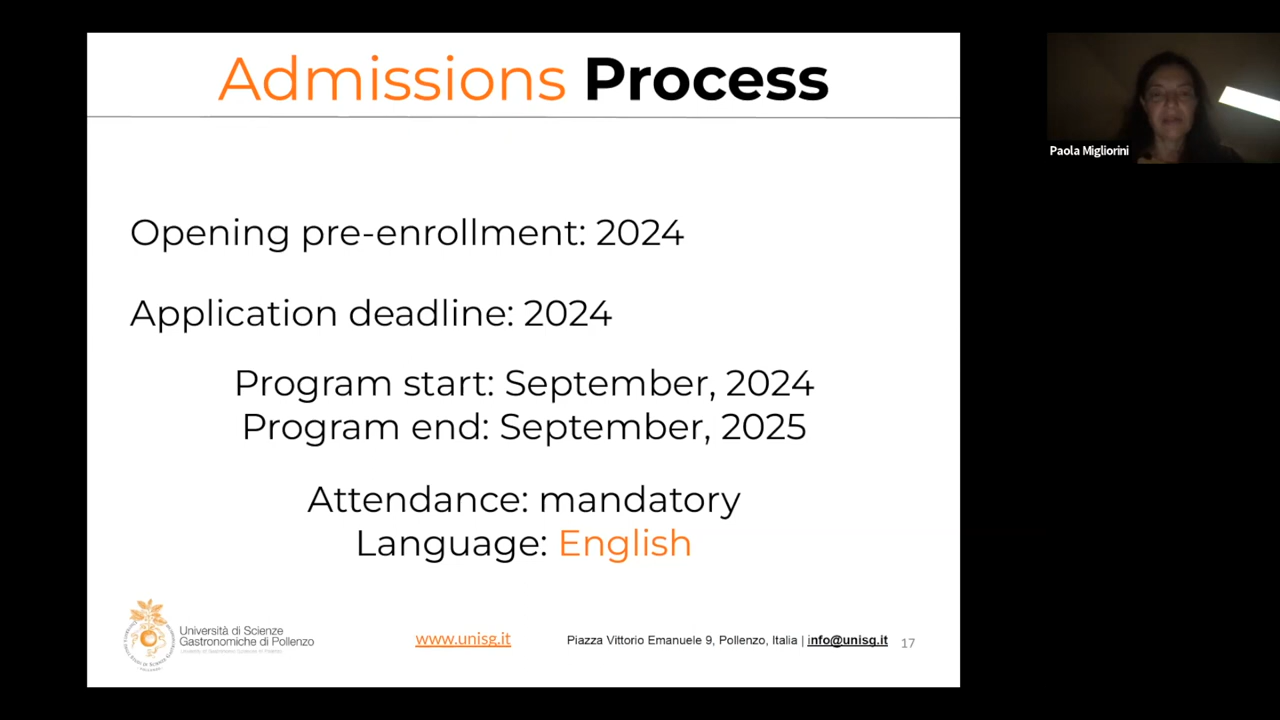 Admissions Process
Paola Migliorini
Opening pre-enrollment: 2024
Application deadline: 2024
Program start: September, 2024
Program end: September, 2025
Attendance: mandatory
Language: English
Università di Scienze
Gastronomiche di Pollenzo
www.unisg.it
Piazza Vittorio Emanuele 9, Pollenzo, Italia | info@unisg.it
17